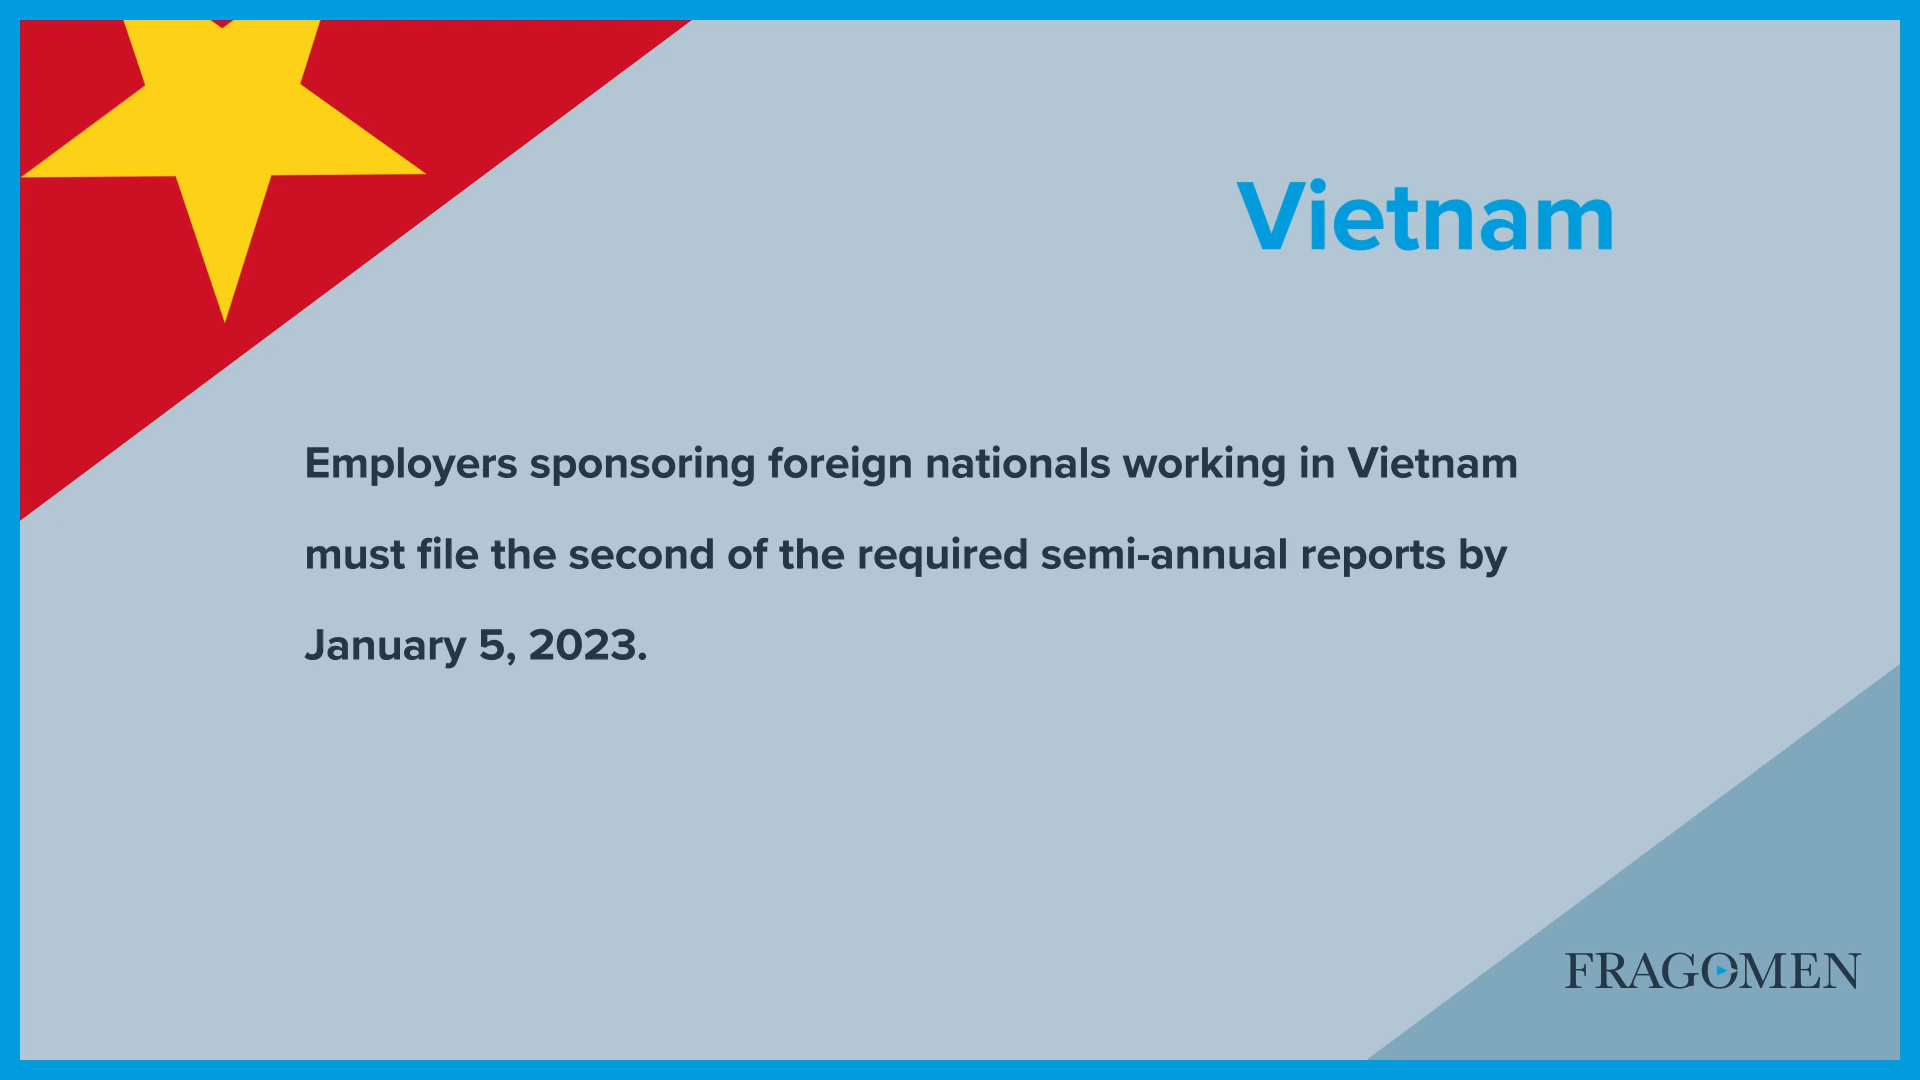 Vietnam
Employers sponsoring foreign nationals working in Vietnam
must file the second of the required semi-annual reports by
January 5, 2023.
FRAGOMEN